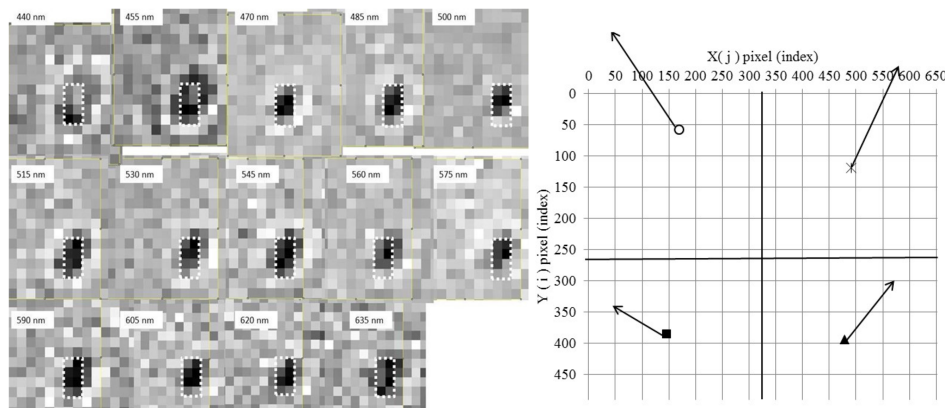 440 nm
455 nm
470 nm
485 nm
500 nm
515 nm
530 nm
545 nm
560 nm
575 nm
590 nm
605 nm
620 nm
635 nm
X( j ) pixel (index)
0 50 100 150 200 250 300 350 400 450 500 550 600 650
Y ( i ) pixel (index)
0
50
100
150
200
250
300
350
400
450